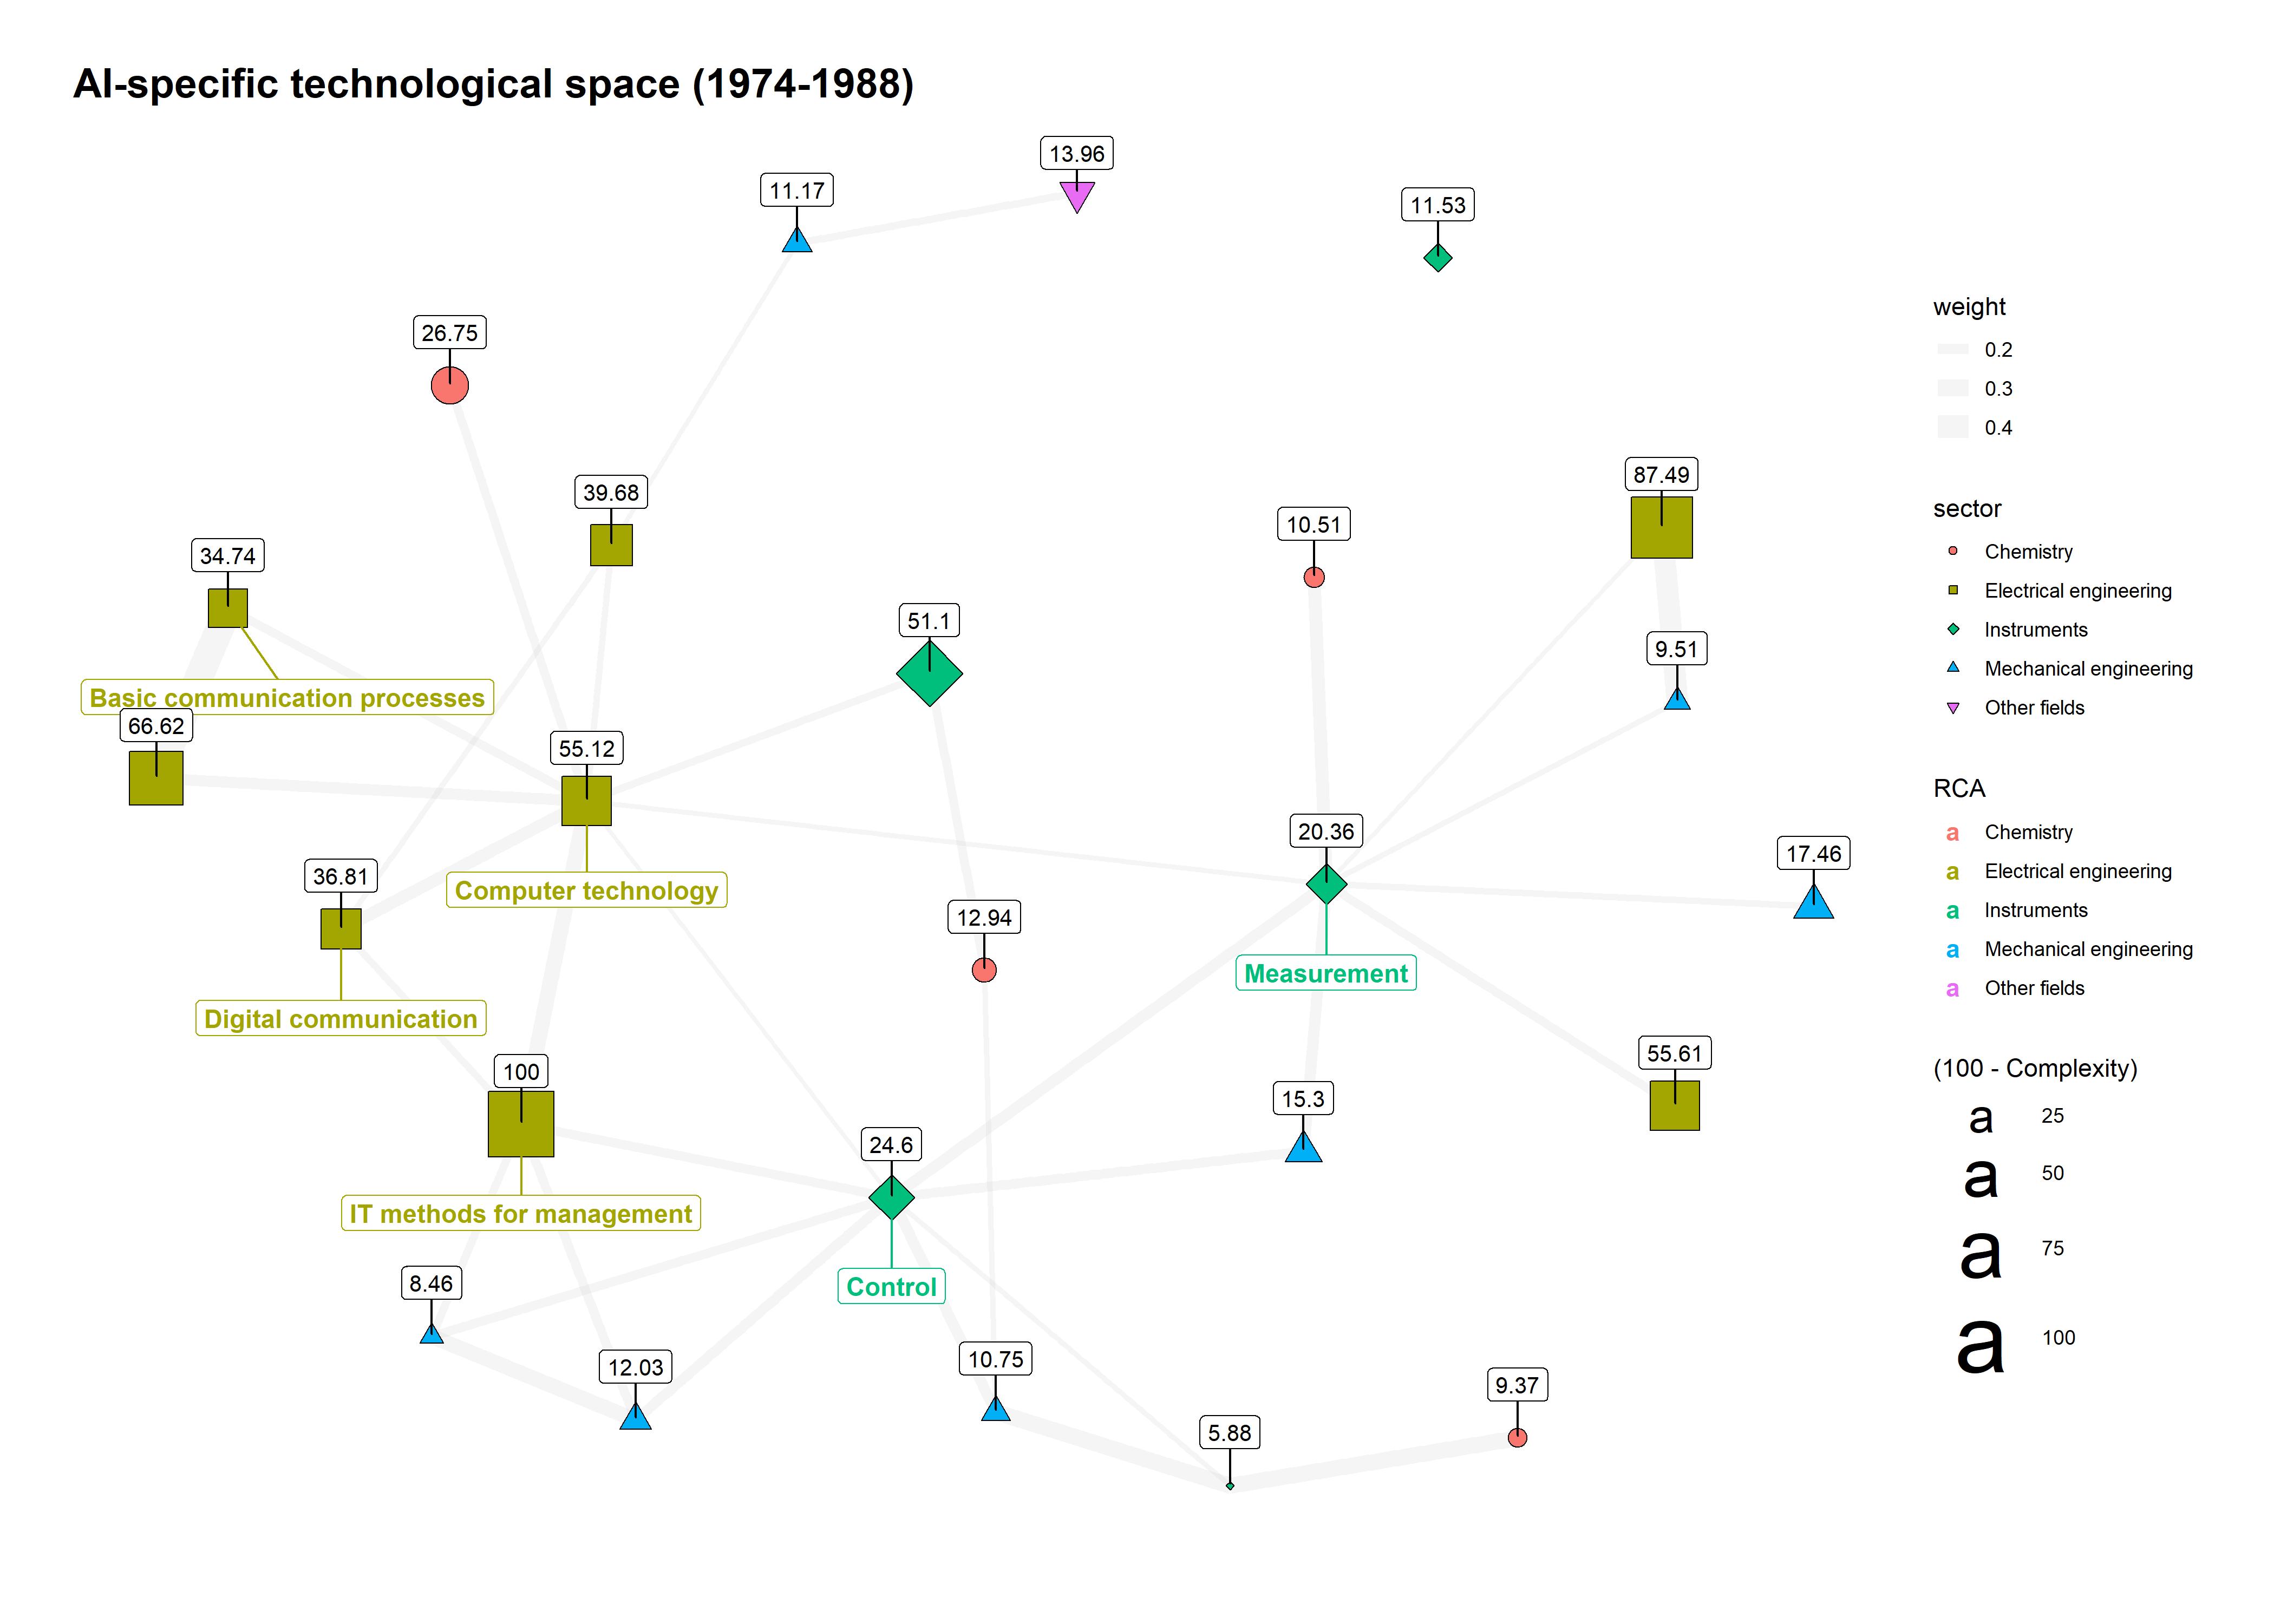 AI-specific technological space (1974-1988)
13.96
11.17
11.53
26.75
87.49
39.68
10.51
34.74
51.1
9.51
Basic communication processes
66.62
55.12
20.36
17.46
36.81
Computer technology
12.94
Measurement
Digital communication
55.61
100
15.3
24.6
IT methods for management
8.46
Control
10.75
12.03
9.37
5.88
weight
0.2
0.3
0.4
sector
Chemistry
Electrical engineering
Instruments
Mechanical engineering
Other fields
RCA
a Chemistry
a Electrical engineering
a Instruments
a Mechanical engineering
a Other fields
(100 - Complexity)
a 25
a 50
a 75
a 100